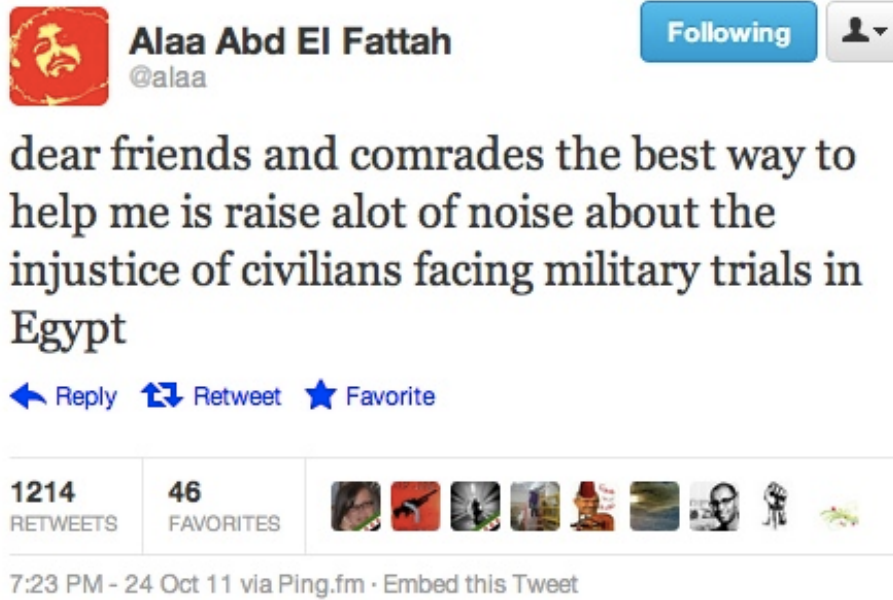 Alaa Abd El Fattah
@alaa
Following
dear friends and comrades the best way to
help me is raise alot of noise about the
injustice of civilians facing military trials in
Egypt
Reply Retweet Favorite
1214 46
RETWEETS FAVORITES
7:23 PM - 24 Oct 11 via Ping.fm · Embed this Tweet